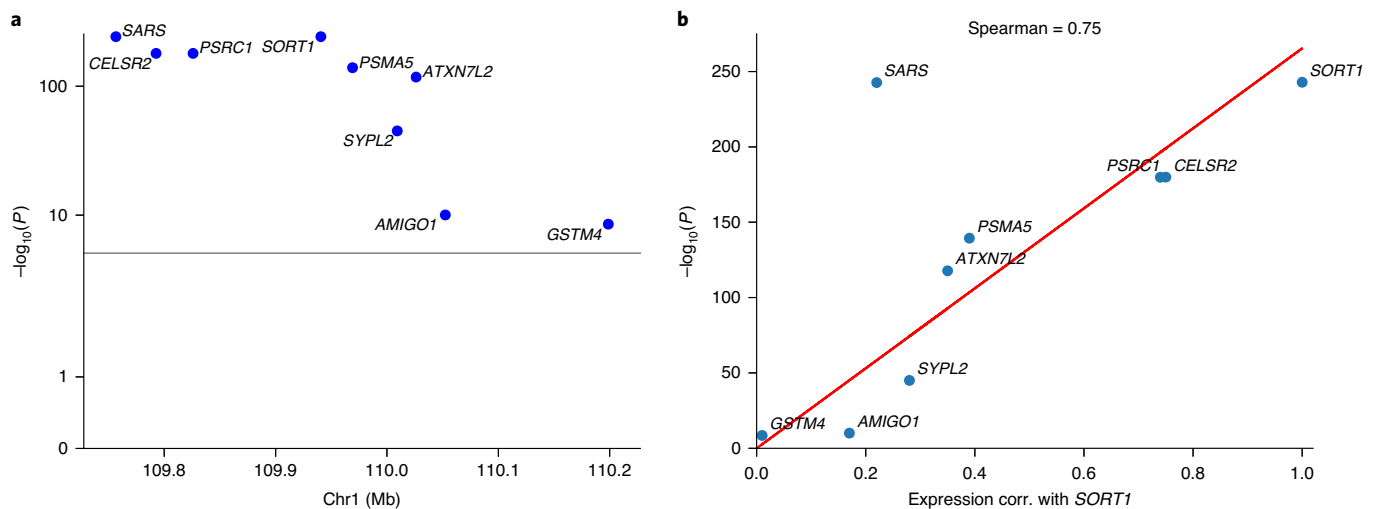 a
SARS
CELSR2
PSRC1
SORT1
PSMA5
ATXN7L2
SYPL2
AMIGO1
GSTM4
100
10
1
0
–log10(P)
109.8 109.9 110.0 110.1 110.2
Chr1 (Mb)
b
Spearman = 0.75
SARS
SORT1
PSRC1
CELSR2
PSMA5
ATXN7L2
SYPL2
GSTM4
AMIGO1
250
200
150
100
50
0
–log10(P)
0.0 0.2 0.4 0.6 0.8 1.0
Expression corr. with SORT1